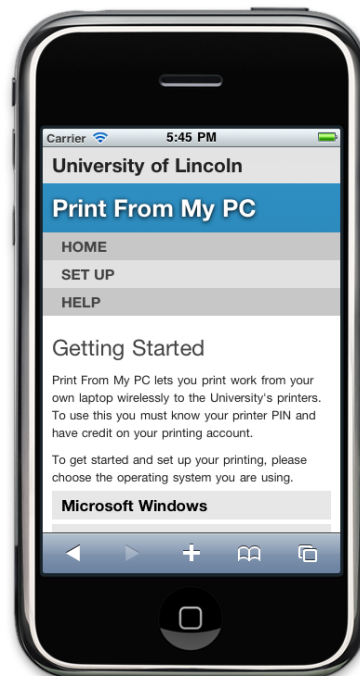 Carrier 5:45 PM
University of Lincoln
Print From My PC
HOME
SET UP
HELP
Getting Started
Print From My PC lets you print work from your
own laptop wirelessly to the University's printers.
To use this you must know your printer PIN and
have credit on your printing account.
To get started and set up your printing, please
choose the operating system you are using.
Microsoft Windows